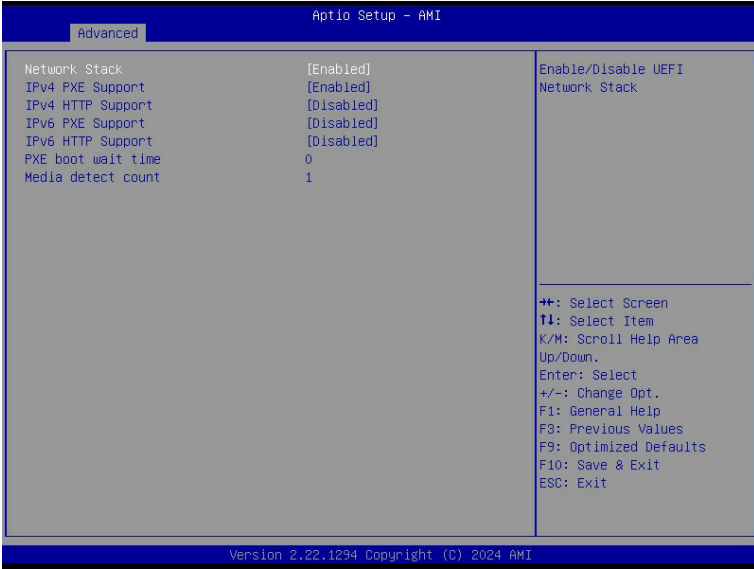 Aptio Setup – AMI
Advanced
Network Stack [Enabled]
IPv4 PXE Support [Enabled]
IPv4 HTTP Support [Disabled]
IPv6 PXE Support [Disabled]
IPv6 HTTP Support [Disabled]
PXE boot wait time 0
Media detect count 1
Enable/Disable UEFI
Network Stack
→←: Select Screen
↑↓: Select Item
K/M: Scroll Help Area
Up/Down.
Enter: Select
+/-: Change Opt.
F1: General Help
F3: Previous Values
F9: Optimized Defaults
F10: Save & Exit
ESC: Exit
Version 2.22.1294 Copyright (C) 2024 AMI